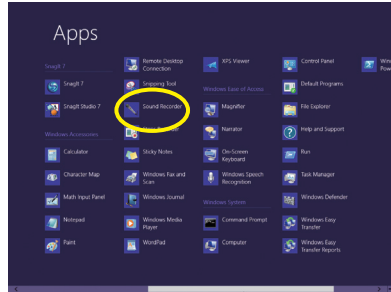 Apps
SnagIt 7
SnagIt 7
SnagIt Studio 7
Windows Accessories
Calculator
Character Map
Math Input Panel
Notepad
Paint
Remote Desktop
Connection
Snipping Tool
Sound Recorder
Sticky Notes
Windows Fax and
Scan
Windows Journal
Windows Media
Player
WordPad
XPS Viewer
Windows Ease of Access
Magnifier
Narrator
On-Screen
Keyboard
Windows Speech
Recognition
Windows System
Command Prompt
Computer
Control Panel
Default Programs
File Explorer
Help and Support
Run
Task Manager
Windows Defender
Windows Easy
Transfer
Windows Easy
Transfer Reports